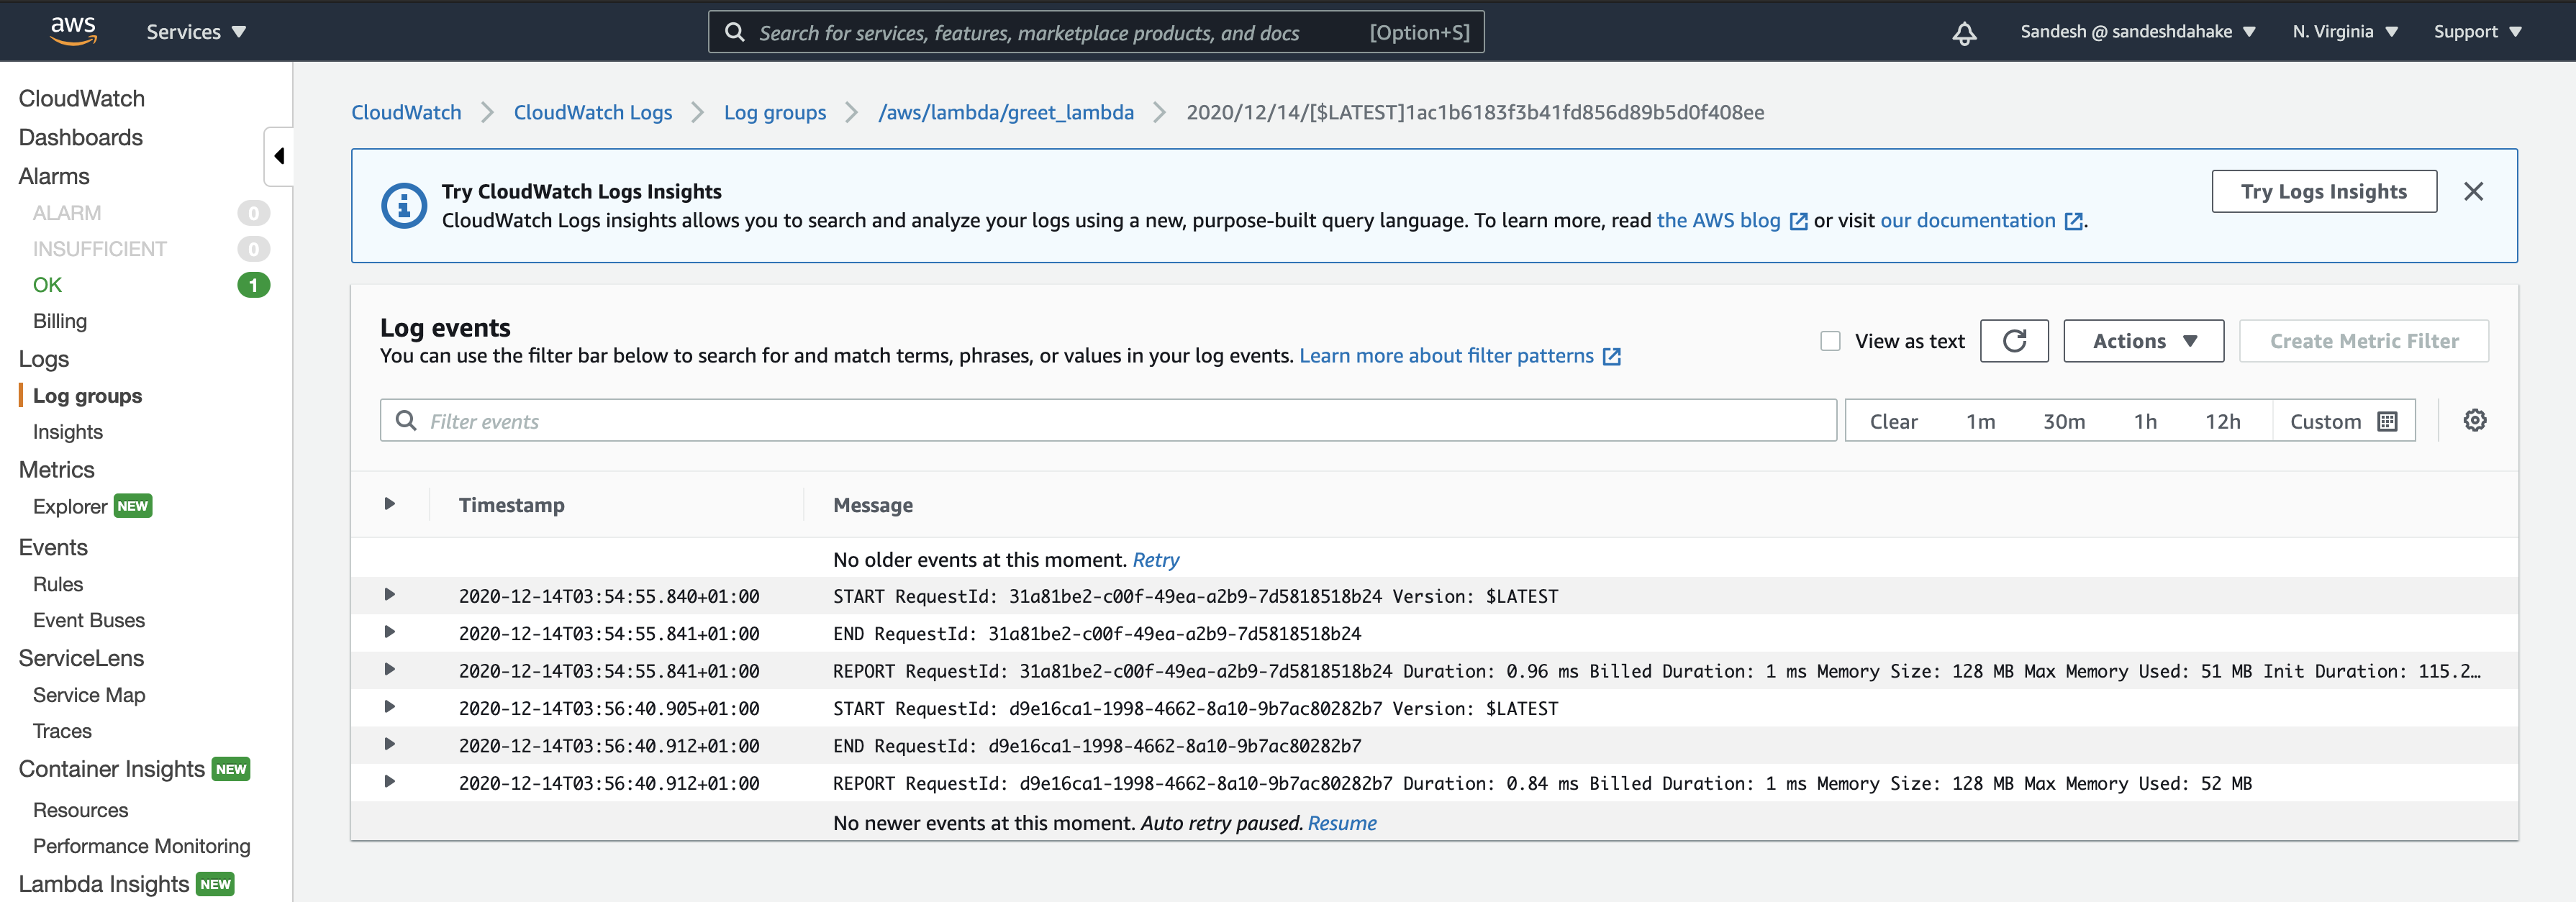 aws
Services
Search for services, features, marketplace products, and docs [Option+S]
Sandesh @ sandeshdahake
N. Virginia
Support
CloudWatch
Dashboards
Alarms
ALARM 0
INSUFFICIENT 0
OK 1
Billing
Logs
Log groups
Insights
Metrics
Explorer NEW
Events
Rules
Event Buses
ServiceLens
Service Map
Traces
Container Insights NEW
Resources
Performance Monitoring
Lambda Insights NEW
CloudWatch CloudWatch Logs Log groups /aws/lambda/greet_lambda 2020/12/14/[$LATEST]1ac1b6183f3b41fd856d89b5d0f408ee
Try CloudWatch Logs Insights
CloudWatch Logs insights allows you to search and analyze your logs using a new, purpose-built query language. To learn more, read the AWS blog or visit our documentation .
Try Logs Insights
Log events
You can use the filter bar below to search for and match terms, phrases, or values in your log events. Learn more about filter patterns
View as text
Actions
Create Metric Filter
Filter events
Clear 1m 30m 1h 12h Custom
Timestamp Message
No older events at this moment. Retry
2020-12-14T03:54:55.840+01:00 START RequestId: 31a81be2-c00f-49ea-a2b9-7d5818518b24 Version: $LATEST
2020-12-14T03:54:55.841+01:00 END RequestId: 31a81be2-c00f-49ea-a2b9-7d5818518b24
2020-12-14T03:54:55.841+01:00 REPORT RequestId: 31a81be2-c00f-49ea-a2b9-7d5818518b24 Duration: 0.96 ms Billed Duration: 1 ms Memory Size: 128 MB Max Memory Used: 51 MB Init Duration: 115.2…
2020-12-14T03:56:40.905+01:00 START RequestId: d9e16ca1-1998-4662-8a10-9b7ac80282b7 Version: $LATEST
2020-12-14T03:56:40.912+01:00 END RequestId: d9e16ca1-1998-4662-8a10-9b7ac80282b7
2020-12-14T03:56:40.912+01:00 REPORT RequestId: d9e16ca1-1998-4662-8a10-9b7ac80282b7 Duration: 0.84 ms Billed Duration: 1 ms Memory Size: 128 MB Max Memory Used: 52 MB
No newer events at this moment. Auto retry paused. Resume